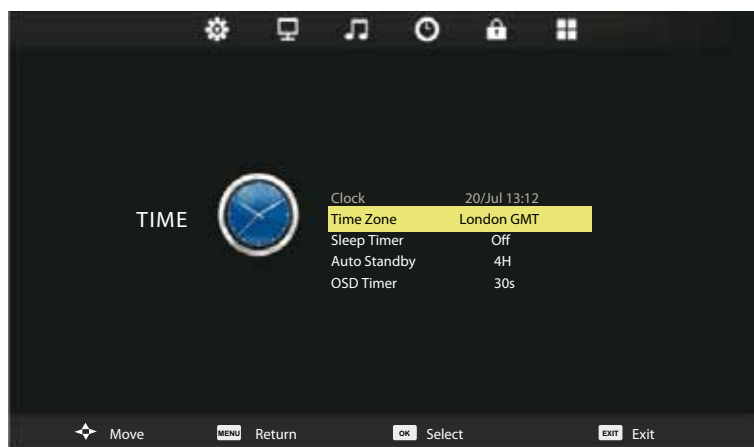 TIME
Clock 20/Jul 13:12
Time Zone London GMT
Sleep Timer Off
Auto Standby 4H
OSD Timer 30s
Move MENU Return OK Select EXIT Exit